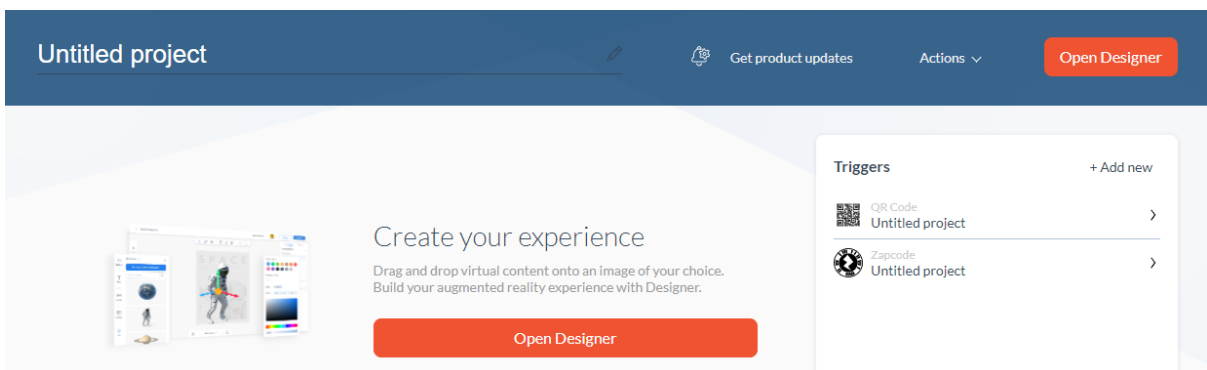 Untitled project
Get product updates
Actions
Open Designer
Triggers
+ Add new
QR Code
Untitled project
Zapcode
Untitled project
Create your experience
Drag and drop virtual content onto an image of your choice.
Build your augmented reality experience with Designer.
Open Designer
SPACE